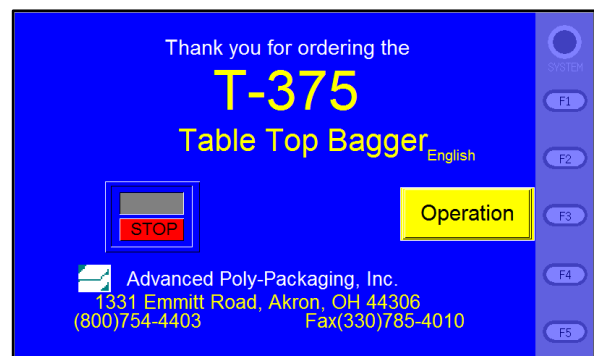 Thank you for ordering the
T-375
Table Top Bagger
English
STOP
Operation
Advanced Poly-Packaging, Inc.
1331 Emmitt Road, Akron, OH 44306
(800)754-4403 Fax(330)785-4010
SYSTEM
F1
F2
F3
F4
F5